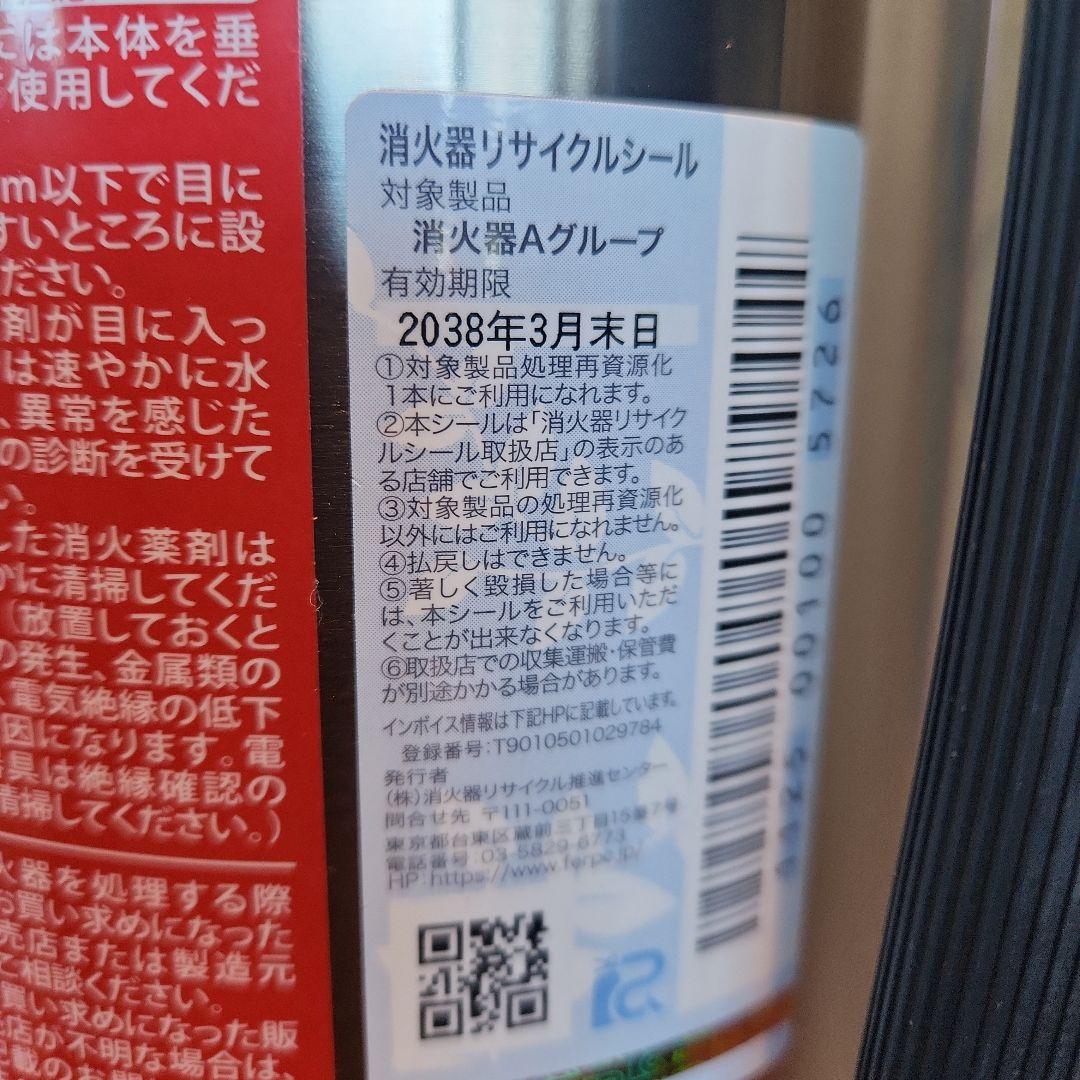 には本体を垂
使用してくだ
m以下で目に
すいところに設
ださい。
剤が目に入っ
は速やかに水
、異常を感じた
の診断を受けて
い。
した消火薬剤は
かに清掃してくだ
（放置しておくと
の発生、金属類の
電気絶縁の低下
因になります。電
具は絶縁確認の
清掃してください。）
火器を処理する際
お買い求めになった
売店または製造元
ご相談ください。
買い求めになった販
店が不明な場合は、
消火器リサイクルシール
対象製品
消火器Aグループ
有効期限
2038年3月末日
①対象製品処理再資源化
1本にご利用になれます。
②本シールは「消火器リサイク
ルシール取扱店」の表示のあ
る店舗でご利用できます。
③対象製品の処理再資源化
以外にはご利用になれません。
④払戻しはできません。
⑤著しく毀損した場合等に
は、本シールをご利用いただ
くことが出来なくなります。
⑥取扱店での収集運搬・保管費
が別途かかる場合があります。
インボイス情報は下記HPに記載しています。
登録番号:T9010501029784
発行者
(株)消火器リサイクル推進センター
問合せ先 〒111-0051
東京都台東区蔵前三丁目15番7号
電話番号: 03-5829-6773
HP:https://www.ferpc.jp/
00100 5726